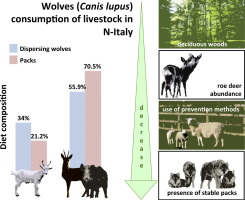 Wolves (Canis lupus)
consumption of livestock in
N-Italy
Dispersing wolves
Packs
70.5%
55.9%
34%
21.2%
Diet composition
decrease
deciduous woods
roe deer
abundance
use of prevention methods
presence of stable packs